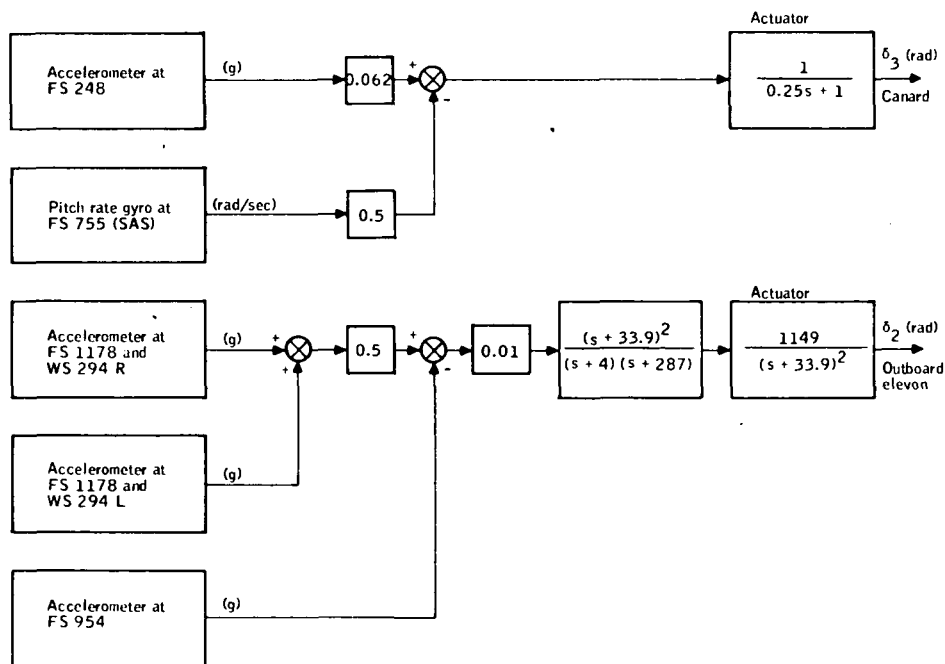 Actuator
Accelerometer at
FS 248
(g)
0.062
+
-
1
0.25s + 1
δ3 (rad)
Canard
Pitch rate gyro at
FS 755 (SAS)
(rad/sec)
0.5
Actuator
Accelerometer at
FS 1178 and
WS 294 R
(g)
+
+
0.5
+
-
0.01
(s + 33.9)2
(s + 4) (s + 287)
1149
(s + 33.9)2
δ2 (rad)
Outboard
elevon
Accelerometer at
FS 1178 and
WS 294 L
(g)
Accelerometer at
FS 954
(g)